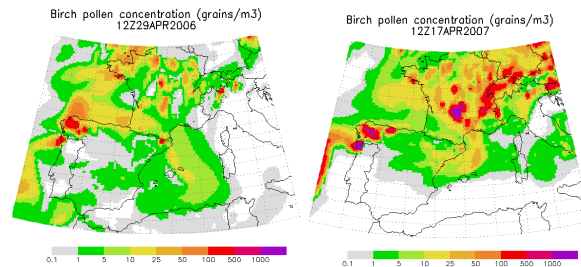 Birch pollen concentration (grains/m3)
12Z29APR2006
0.1 1 5 10 25 50 100 500 1000
Birch pollen concentration (grains/m3)
12Z17APR2007
0.1 1 5 10 25 50 100 500 1000